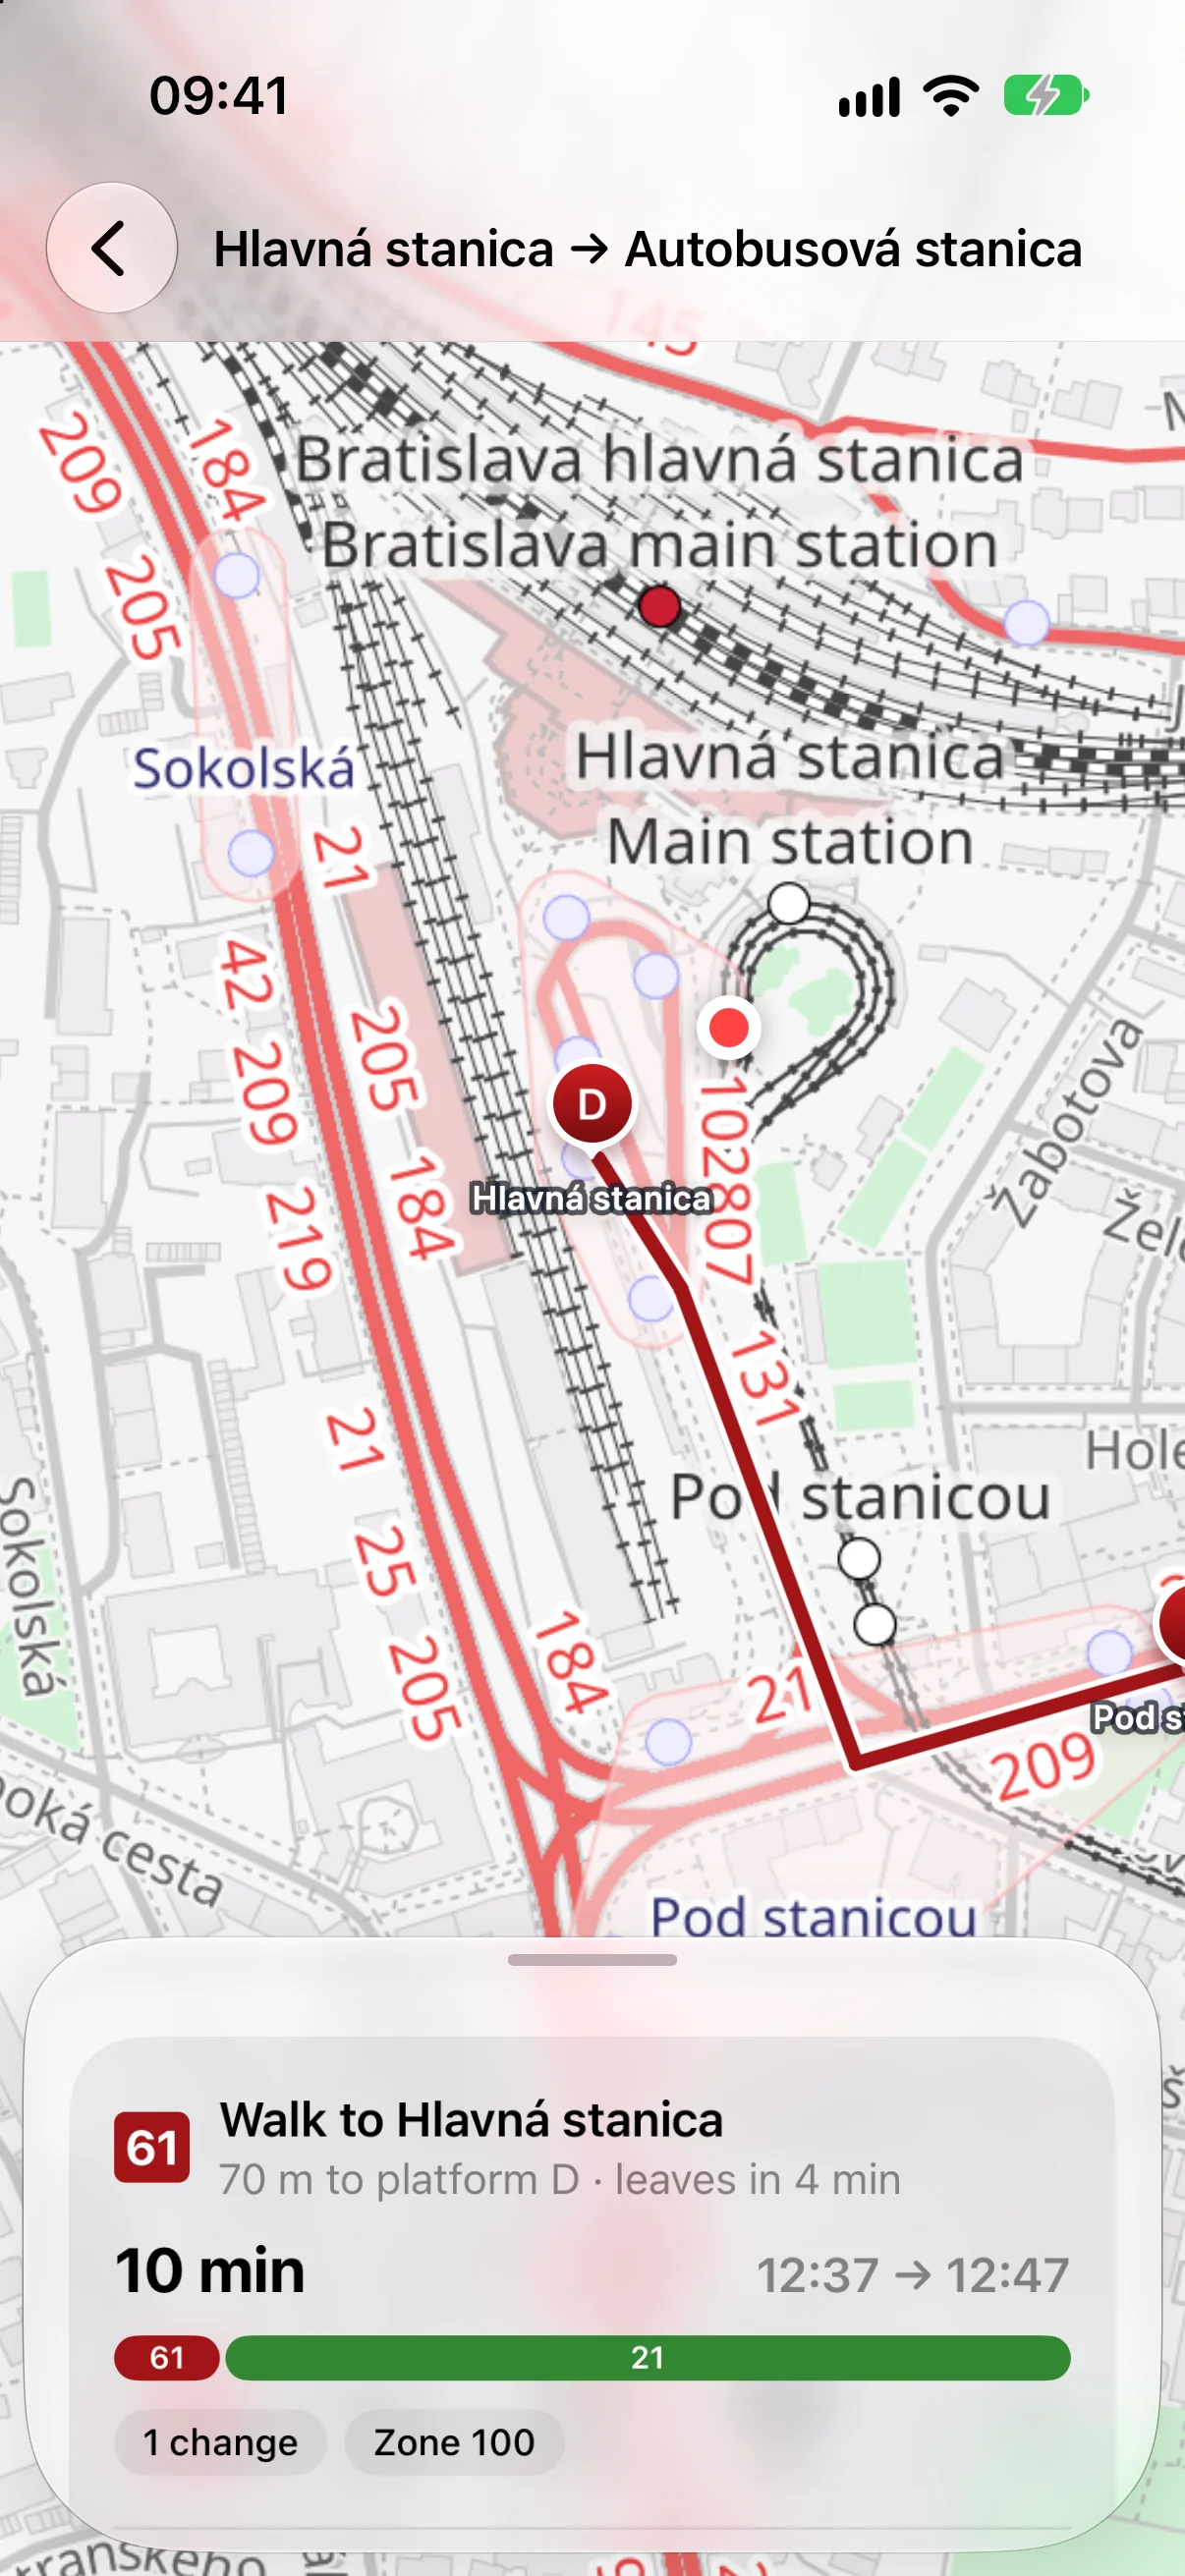 09:41
Hlavná stanica → Autobusová stanica
145
209
184
Bratislava hlavná stanica
Bratislava main station
205
Sokolská
Hlavná stanica
Main station
21
42
205
209
184
219
D
Hlavná stanica
102807
Žabotova
131
21
Pod stanicou
25
205
184
Sokolská
21
209
Pod stanicou
61
Walk to Hlavná stanica
70 m to platform D · leaves in 4 min
10 min
12:37 → 12:47
61
21
1 change
Zone 100